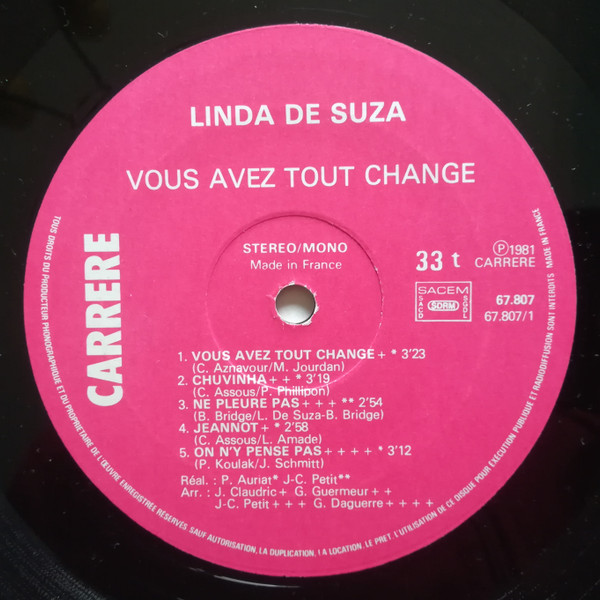 LINDA DE SUZA
VOUS AVEZ TOUT CHANGE
CARRERE
STEREO/MONO
Made in France
33 t
Ⓟ1981
CARRERE
SACEM
SACD
SDRM
SGDL
67.807
67.807/1
1. VOUS AVEZ TOUT CHANGE + * 3'23
(C. Aznavour/M. Jourdan)
2. CHUVINHA + + * 3'19
(C. Assous/P. Phillipon)
3. NE PLEURE PAS + + + ** 2'54
(B. Bridge/L. De Suza-B. Bridge)
4. JEANNOT + * 2'58
(C. Assous/L. Amade)
5. ON N'Y PENSE PAS + + + + * 3'12
(P. Koulak/J. Schmitt)
Réal. : P. Auriat* J-C. Petit**
Arr. : J. Claudric + G. Guermeur + +
J-C. Petit + + + G. Daguerre + + + +
TOUS DROITS DU PRODUCTEUR PHONOGRAPHIQUE ET DU PROPRIETAIRE DE L'ŒUVRE ENREGISTREE RÉSERVÉS SAUF AUTORISATION, LA DUPLICATION, LA LOCATION, LE PRET, L'UTILISATION DE CE DISQUE POUR EXÉCUTION PUBLIQUE ET RADIODIFFUSION SONT INTERDITS MADE IN FRANCE